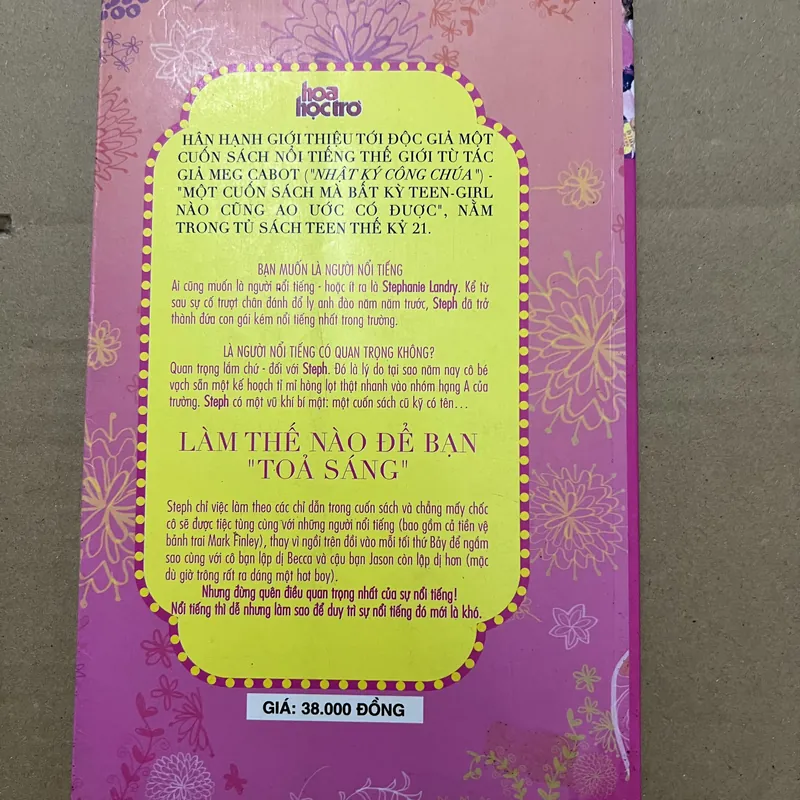 hoa
học trò
HÂN HẠNH GIỚI THIỆU TỚI ĐỘC GIẢ MỘT
CUỐN SÁCH NỔI TIẾNG THẾ GIỚI TỪ TÁC
GIẢ MEG CABOT ("NHẬT KÝ CÔNG CHÚA") -
"MỘT CUỐN SÁCH MÀ BẤT KỲ TEEN-GIRL
NÀO CŨNG AO ƯỚC CÓ ĐƯỢC", NẰM
TRONG TỦ SÁCH TEEN THẾ KỶ 21.
BẠN MUỐN LÀ NGƯỜI NỔI TIẾNG
Ai cũng muốn là người nổi tiếng - hoặc ít ra là Stephanie Landry. Kể từ
sau sự cố trượt chân đánh đổ ly anh đào năm năm trước, Steph đã trở
thành đứa con gái kém nổi tiếng nhất trong trường.
LÀ NGƯỜI NỔI TIẾNG CÓ QUAN TRỌNG KHÔNG?
Quan trọng lắm chứ - đối với Steph. Đó là lý do tại sao năm nay cô bé
vạch sẵn một kế hoạch tỉ mỉ hòng lọt thật nhanh vào nhóm hạng A của
trường. Steph có một vũ khí bí mật: một cuốn sách cũ kỹ có tên...
LÀM THẾ NÀO ĐỂ BẠN
"TOẢ SÁNG"
Steph chỉ việc làm theo các chỉ dẫn trong cuốn sách và chẳng mấy chốc
cô sẽ được tiệc tùng cùng với những người nổi tiếng (bao gồm cả tiền vệ
bảnh trai Mark Finley), thay vì ngồi trên đồi vào mỗi tối thứ Bảy để ngắm
sao cùng với cô bạn lập dị Becca và cậu bạn Jason còn lập dị hơn (mặc
dù giờ trông rất ra dáng một hot boy).
Nhưng đừng quên điều quan trọng nhất của sự nổi tiếng!
Nổi tiếng thì dễ nhưng làm sao để duy trì sự nổi tiếng đó mới là khó.
GIÁ: 38.000 ĐỒNG